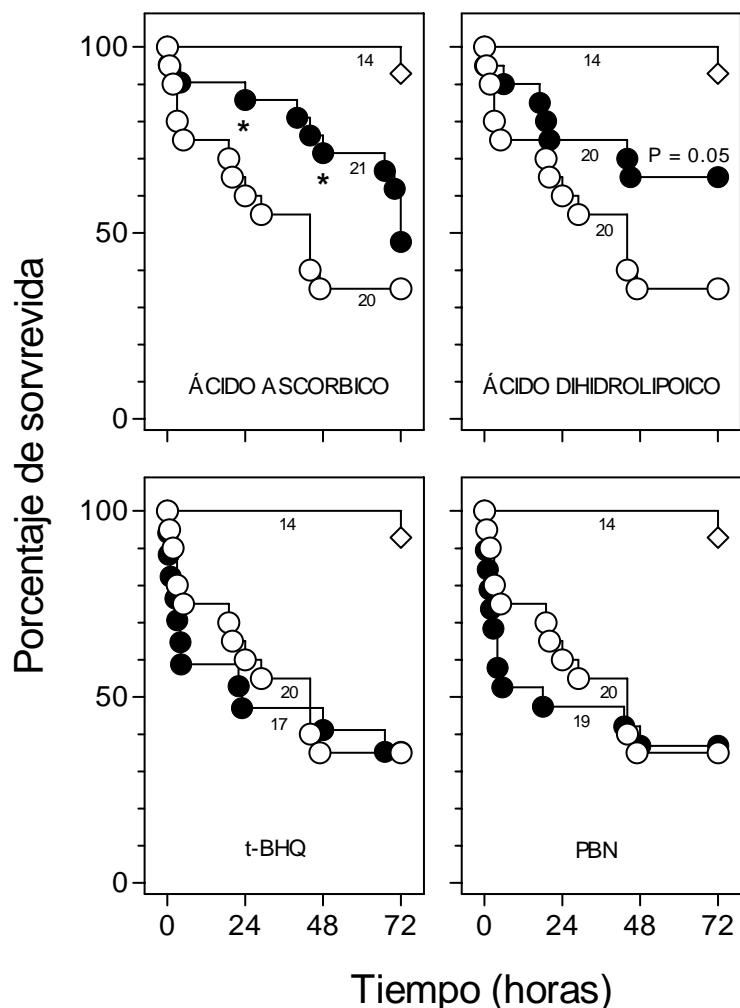 100
50
0
14
*
*
21
20
ÁCIDO ASCORBICO
14
20
P = 0.05
20
ÁCIDO DIHIDROLIPOICO
Porcentaje de sorvrevida
100
50
0
14
20
17
t-BHQ
14
20
19
PBN
0 24 48 72
0 24 48 72
Tiempo (horas)